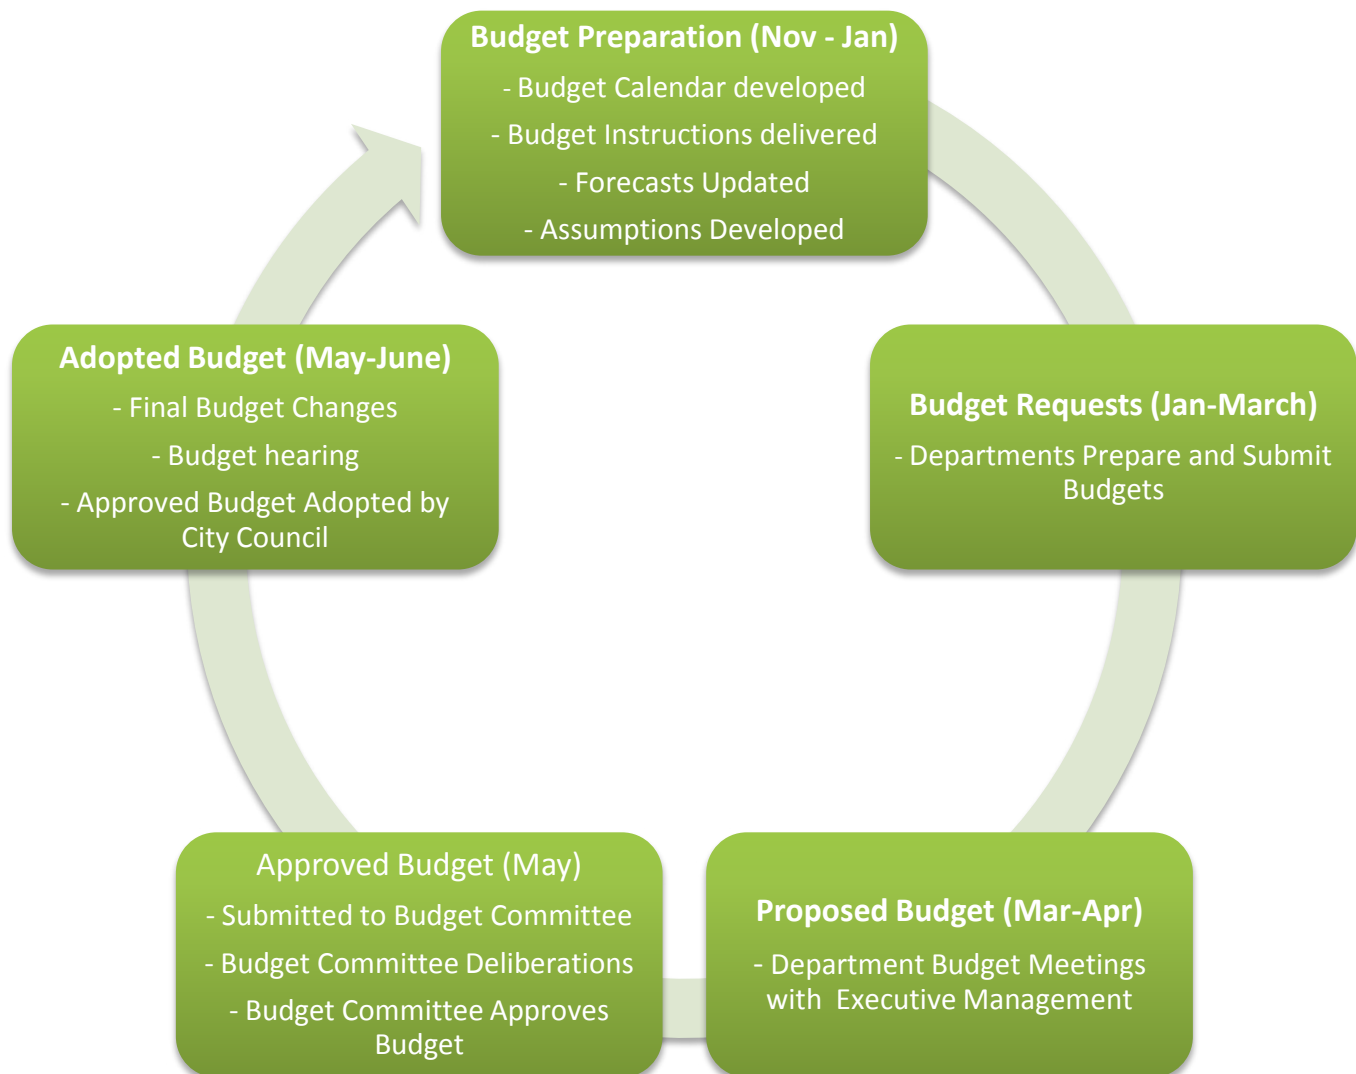 Budget Preparation (Nov - Jan)
- Budget Calendar developed
- Budget Instructions delivered
- Forecasts Updated
- Assumptions Developed
Budget Requests (Jan-March)
- Departments Prepare and Submit
Budgets
Proposed Budget (Mar-Apr)
- Department Budget Meetings
with  Executive Management
Approved Budget (May)
- Submitted to Budget Committee
- Budget Committee Deliberations
- Budget Committee Approves
Budget
Adopted Budget (May-June)
- Final Budget Changes
- Budget hearing
- Approved Budget Adopted by
City Council